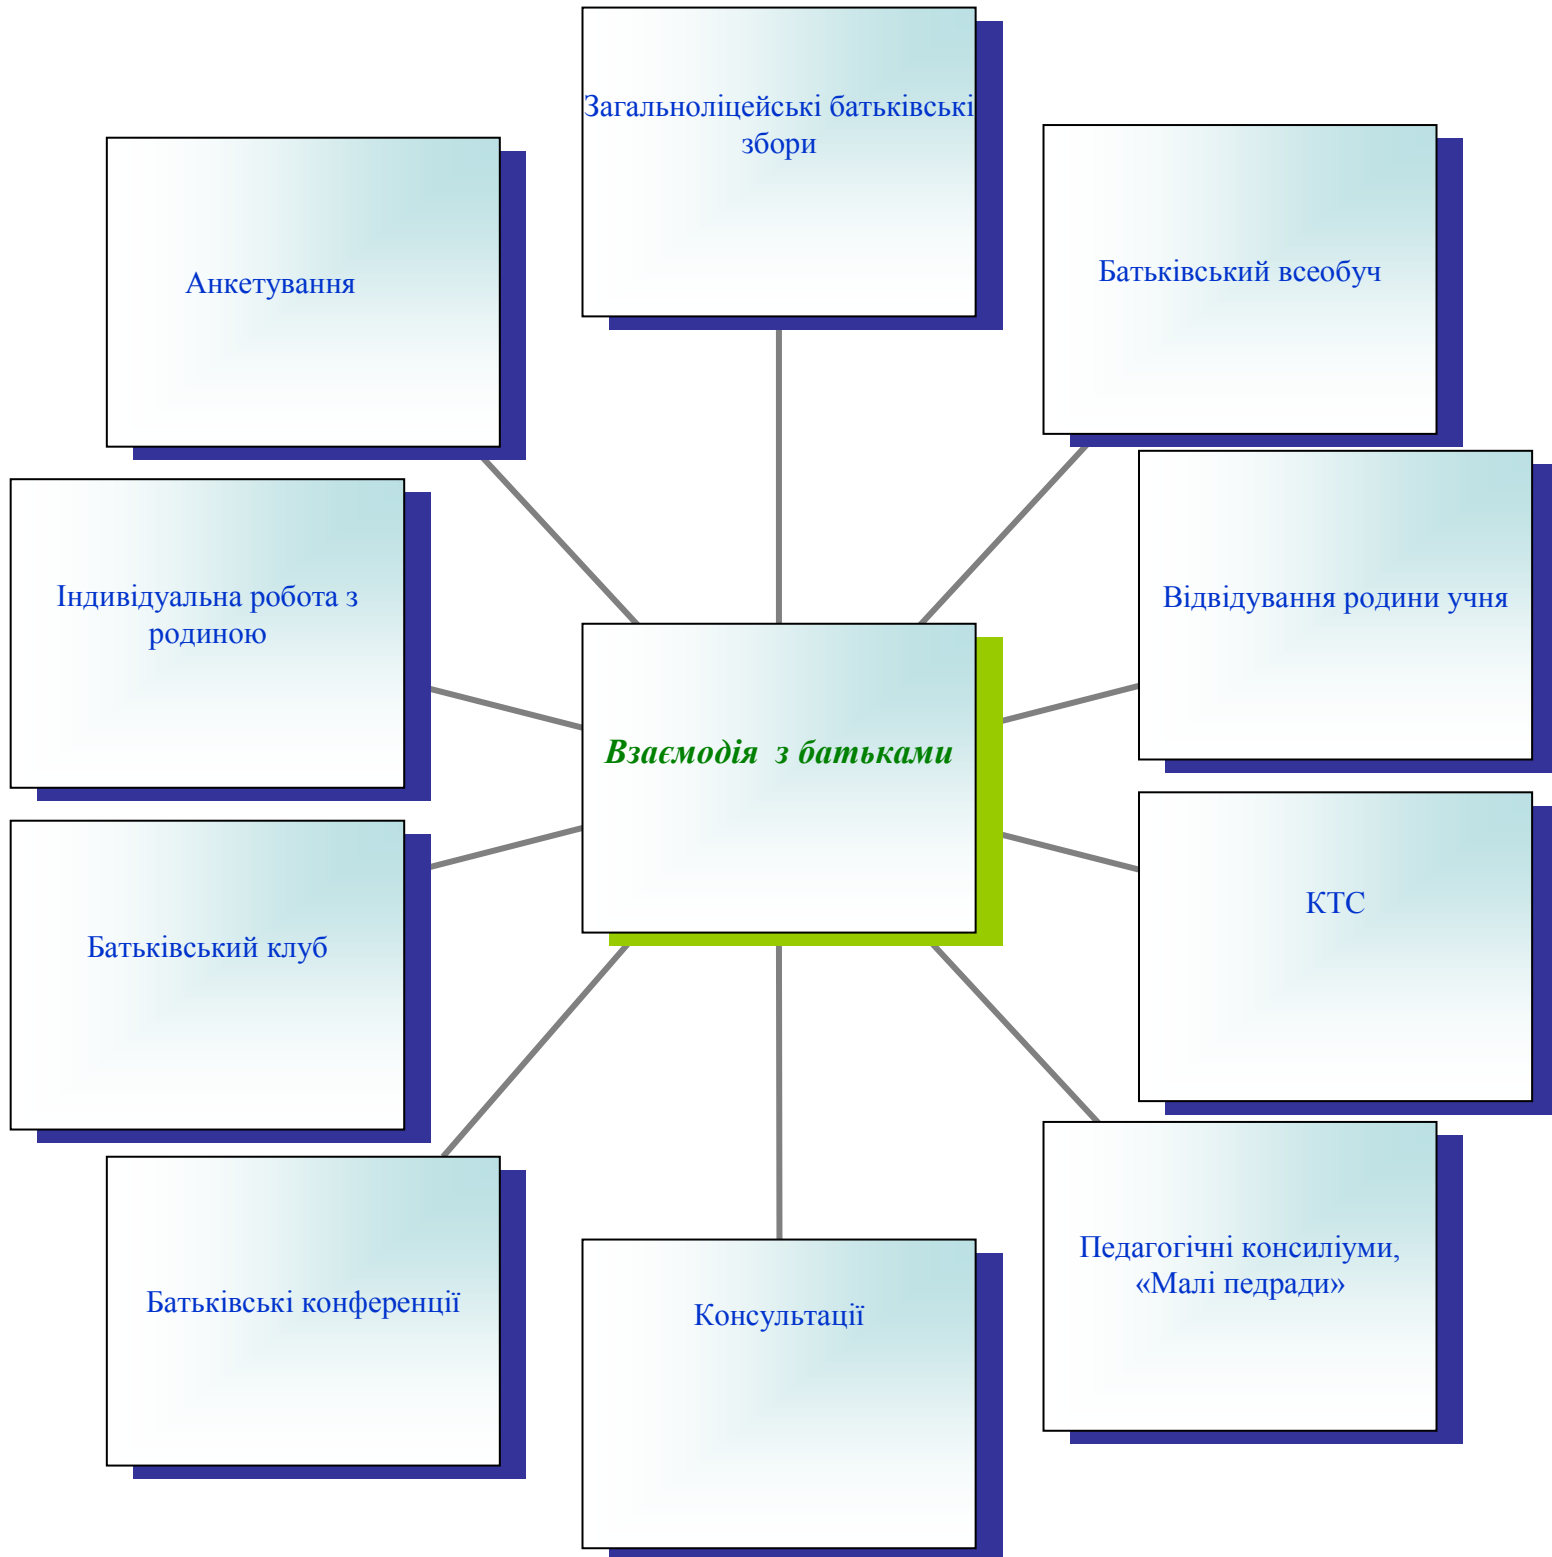 Загальноліцейські батьківські
збори
Батьківський всеобуч
Анкетування
Індивідуальна робота з
родиною
Відвідування родини учня
Взаємодія з батьками
КТС
Батьківський клуб
Педагогічні консиліуми,
«Малі педради»
Батьківські конференції
Консультації